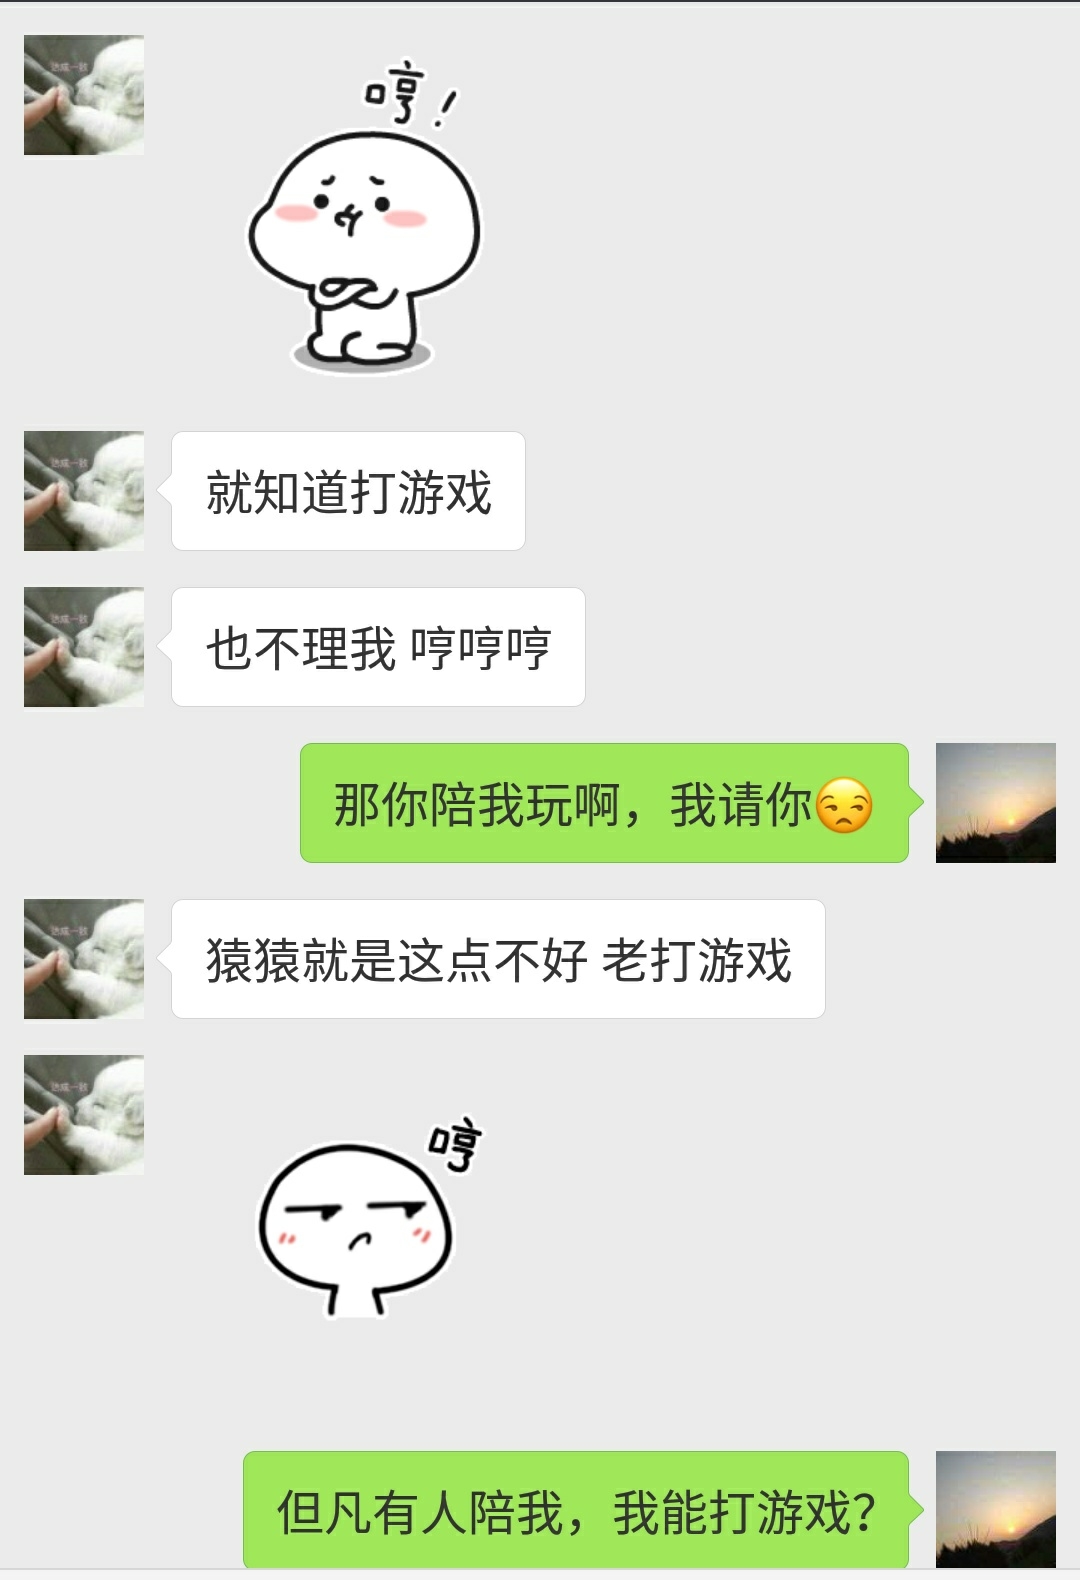 哼！
就知道打游戏
也不理我 哼哼哼
那你陪我玩啊，我请你😒
猿猿就是这点不好 老打游戏
哼
但凡有人陪我，我能打游戏？